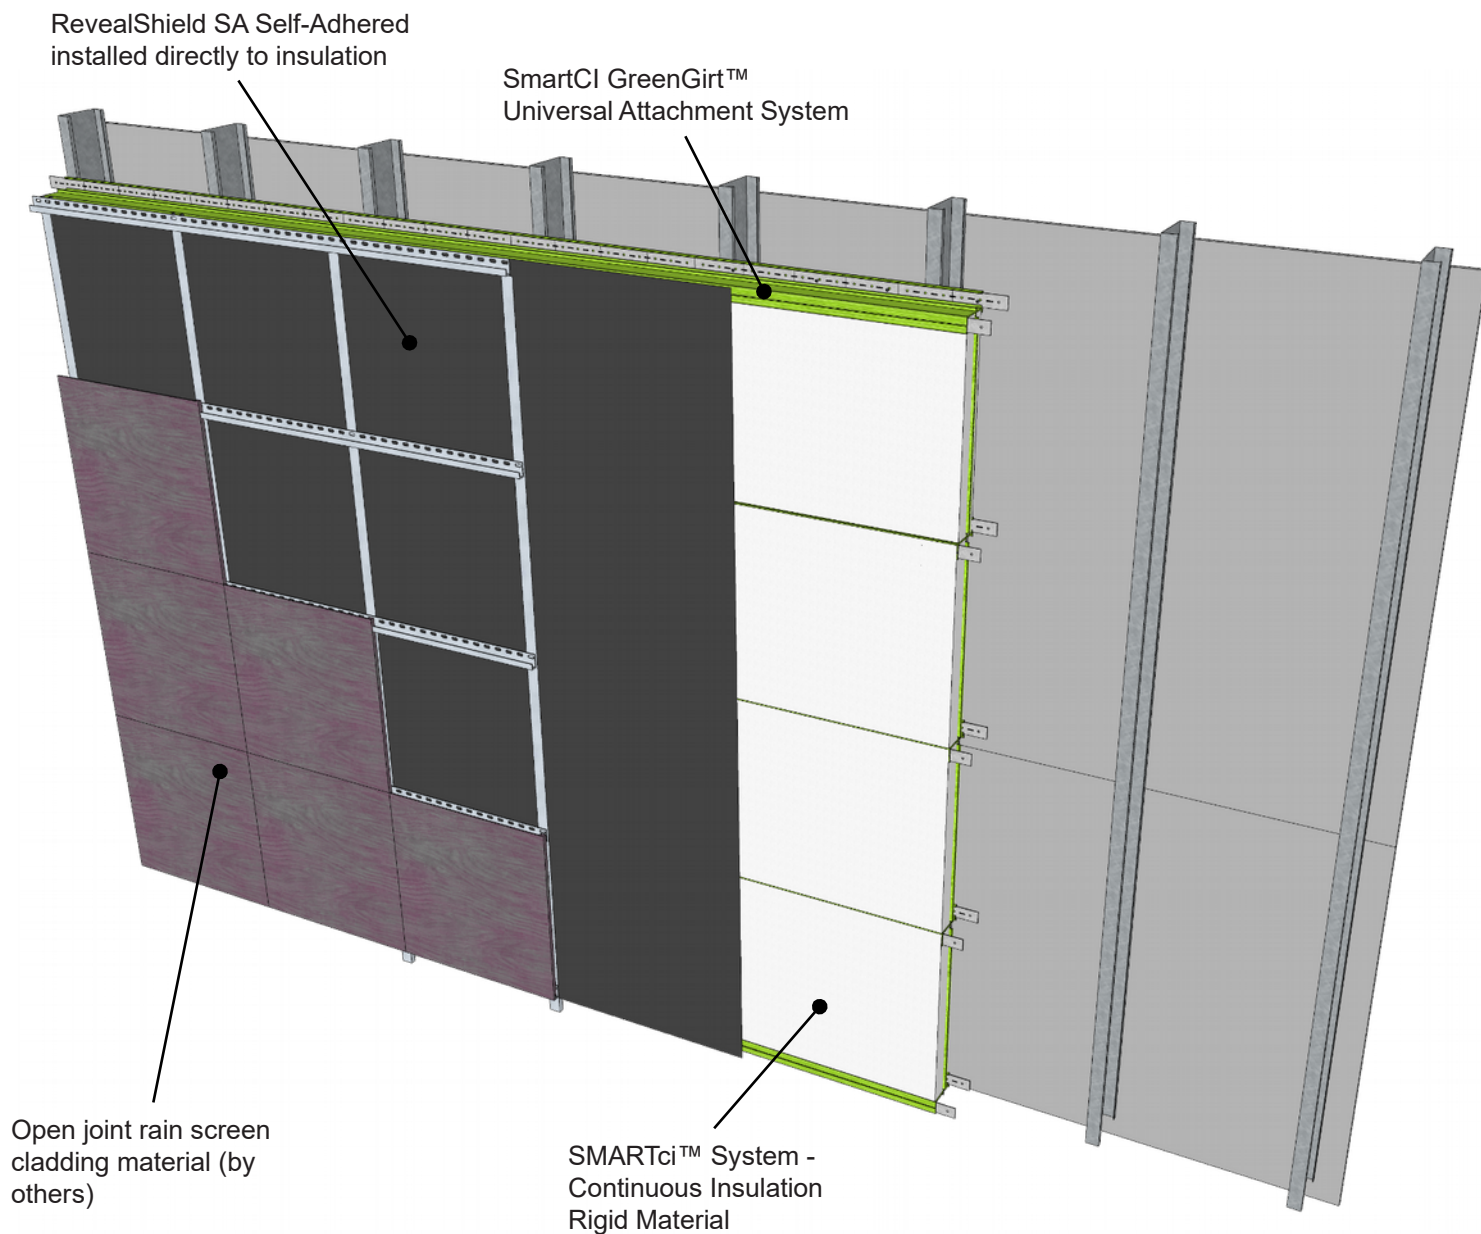 RevealShield SA Self-Adhered
installed directly to insulation
SmartCI GreenGirt™
Universal Attachment System
Open joint rain screen
cladding material (by
others)
SMARTci™ System -
Continuous Insulation
Rigid Material